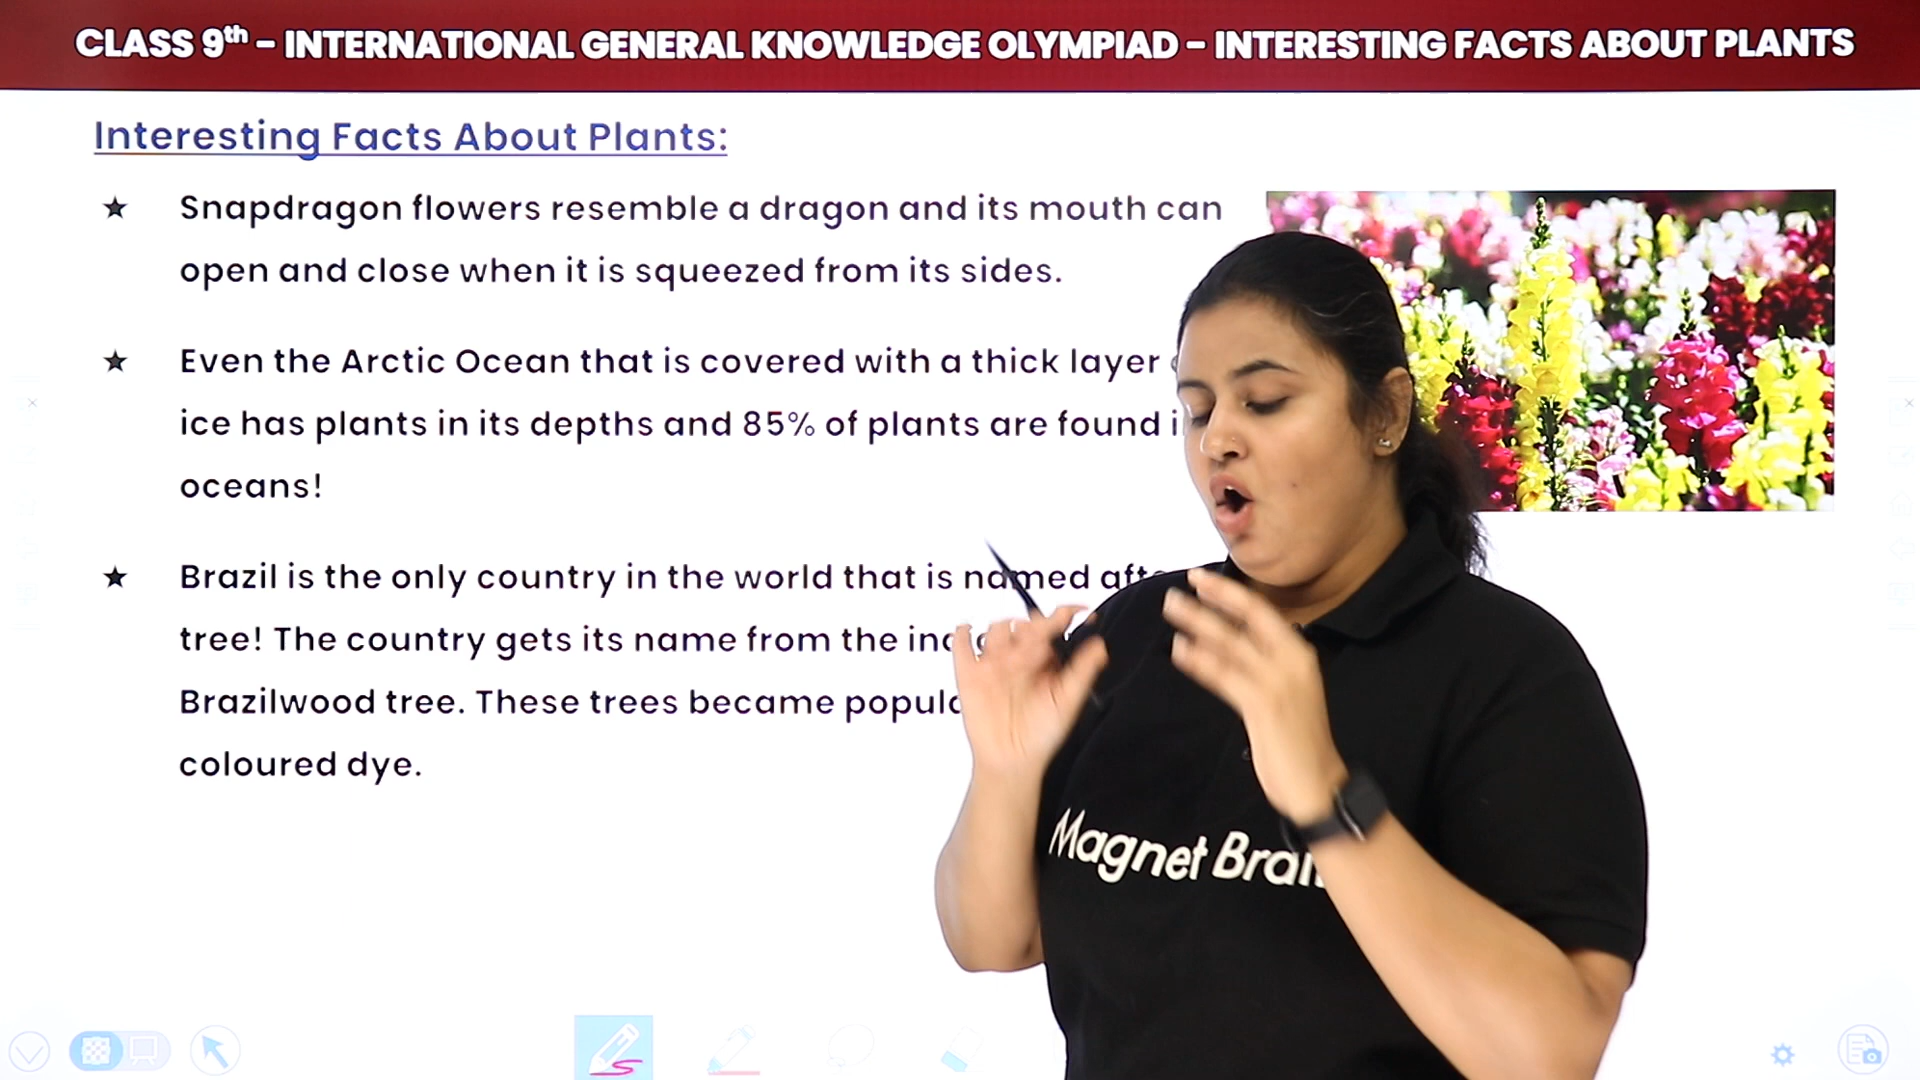 CLASS 9th - INTERNATIONAL GENERAL KNOWLEDGE OLYMPIAD - INTERESTING FACTS ABOUT PLANTS
Interesting Facts About Plants:
★ Snapdragon flowers resemble a dragon and its mouth can
open and close when it is squeezed from its sides.
★ Even the Arctic Ocean that is covered with a thick layer
ice has plants in its depths and 85% of plants are found
oceans!
★ Brazil is the only country in the world that is named
tree! The country gets its name from the
Brazilwood tree. These trees became
coloured dye.
Magnet